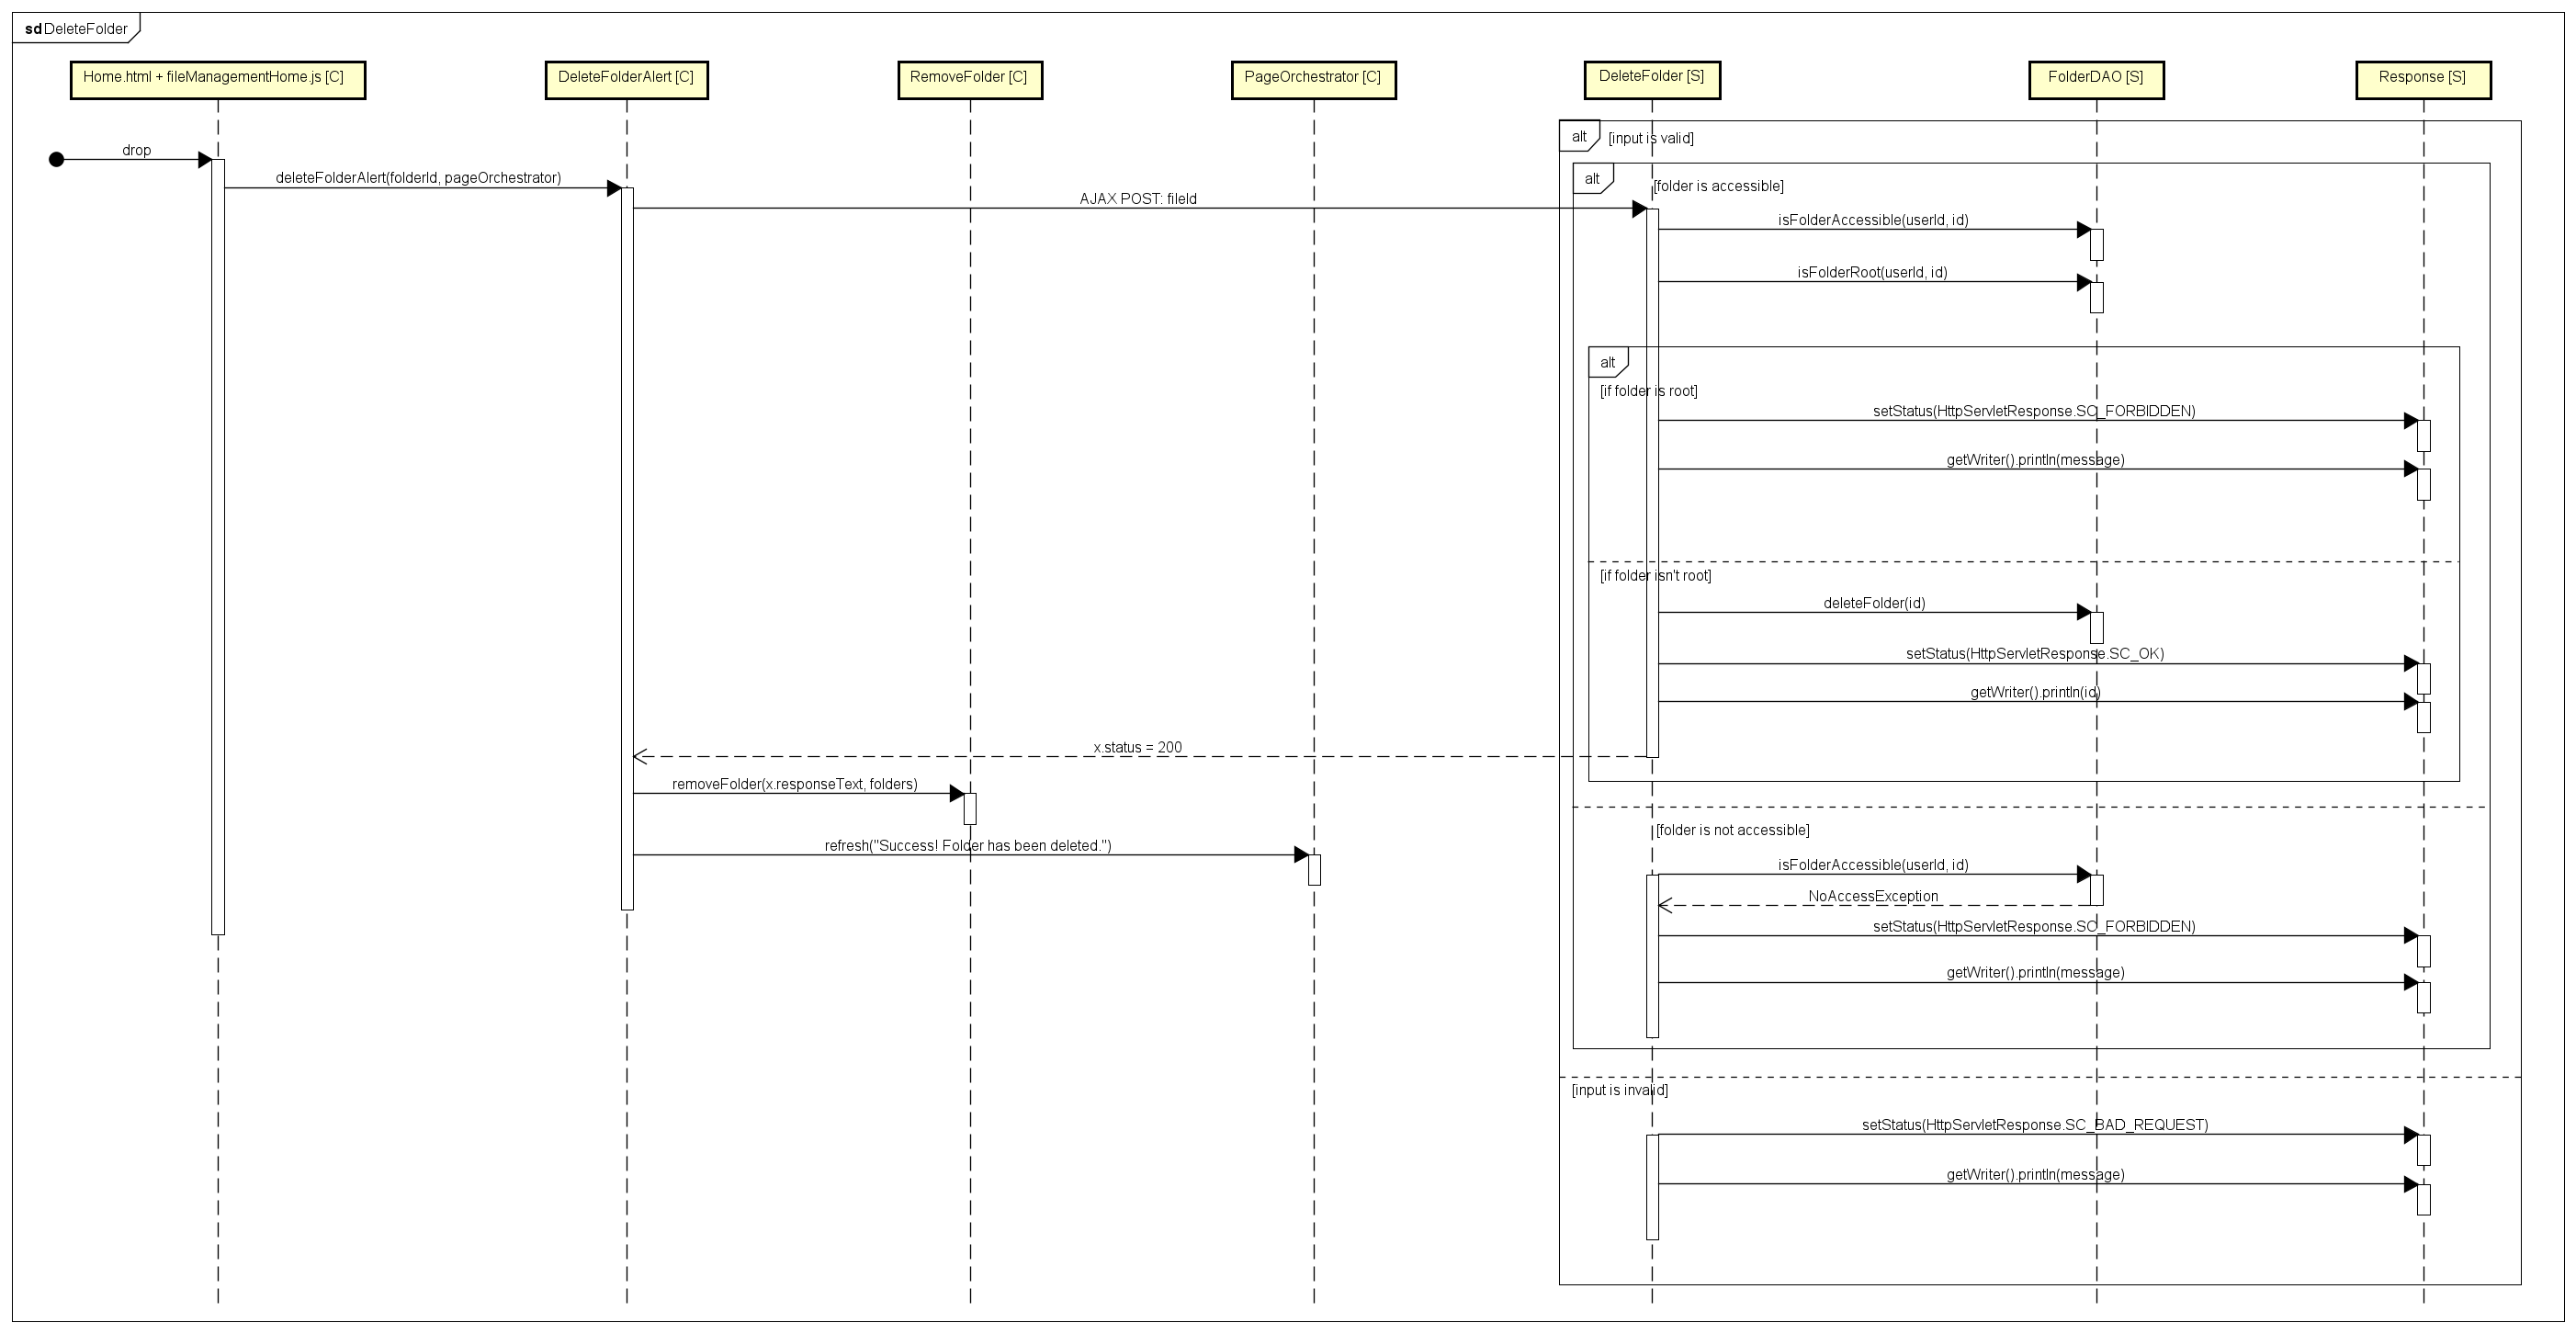 sd DeleteFolder
Home.html + fileManagementHome.js [C]
DeleteFolderAlert [C]
RemoveFolder [C]
PageOrchestrator [C]
DeleteFolder [S]
FolderDAO [S]
Response [S]
alt
[input is valid]
drop
deleteFolderAlert(folderId, pageOrchestrator)
alt
[folder is accessible]
AJAX POST: fileId
isFolderAccessible(userId, id)
isFolderRoot(userId, id)
alt
[if folder is root]
setStatus(HttpServletResponse.SC_FORBIDDEN)
getWriter().println(message)
[if folder isn't root]
deleteFolder(id)
setStatus(HttpServletResponse.SC_OK)
getWriter().println(id)
x.status = 200
removeFolder(x.responseText, folders)
[folder is not accessible]
refresh("Success! Folder has been deleted.")
isFolderAccessible(userId, id)
NoAccessException
setStatus(HttpServletResponse.SC_FORBIDDEN)
getWriter().println(message)
[input is invalid]
setStatus(HttpServletResponse.SC_BAD_REQUEST)
getWriter().println(message)